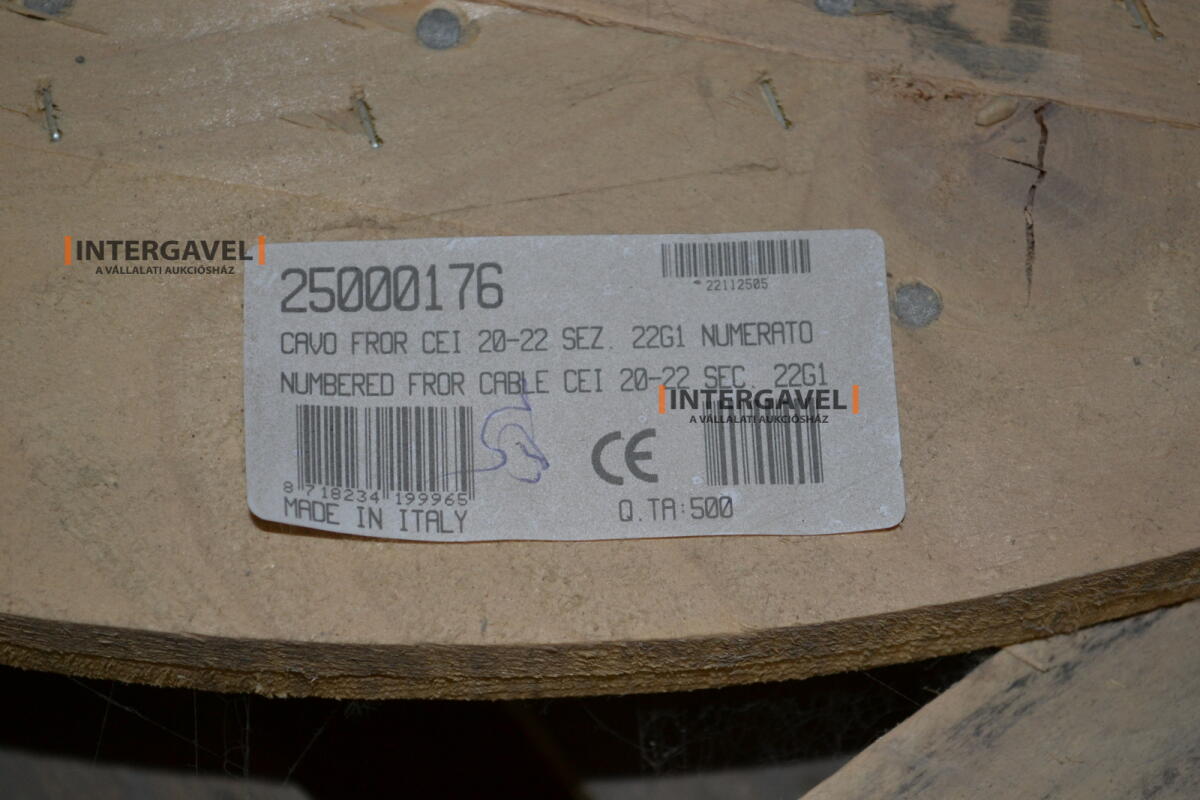 INTERGAVEL
A VÁLLALATI AUKCIÓSHÁZ
25000176
22112505
CAVO FROR CEI 20-22 SEZ. 22G1 NUMERATO
NUMBERED FROR CABLE CEI 20-22 SEC. 22G1
INTERGAVEL
A VÁLLALATI AUKCIÓSHÁZ
CE
8 718234 199965
MADE IN ITALY
Q.TA:500